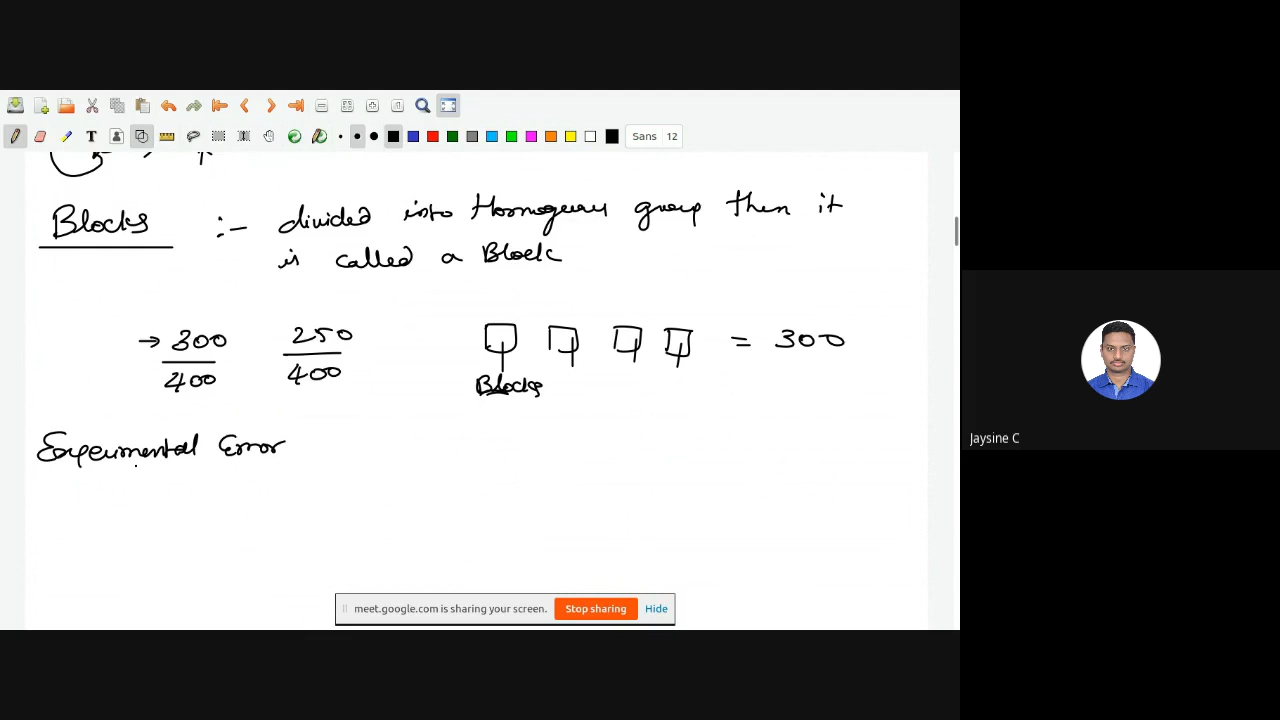 Sans 12
Blocks :- divided into Homogenous group then it
is called a Block
→ 300 250 = 300
400 400
Blocks
Experimental Error
Jaysine C
meet.google.com is sharing your screen. Stop sharing Hide